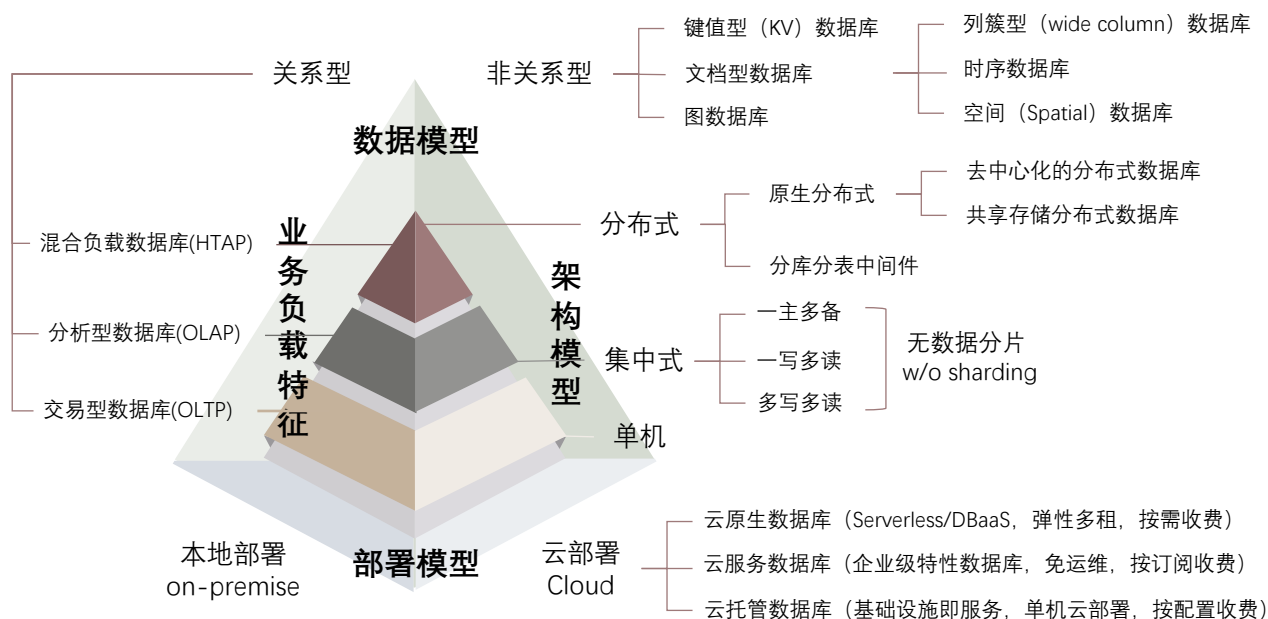 关系型
非关系型
键值型（KV）数据库
文档型数据库
图数据库
列簇型（wide column）数据库
时序数据库
空间（Spatial）数据库
数据模型
业务负载特征
架构模型
混合负载数据库(HTAP)
分析型数据库(OLAP)
交易型数据库(OLTP)
分布式
原生分布式
去中心化的分布式数据库
共享存储分布式数据库
分库分表中间件
集中式
一主多备
一写多读
多写多读
无数据分片
w/o sharding
单机
本地部署
on-premise
部署模型
云部署
Cloud
云原生数据库（Serverless/DBaaS，弹性多租，按需收费）
云服务数据库（企业级特性数据库，免运维，按订阅收费）
云托管数据库（基础设施即服务，单机云部署，按配置收费）